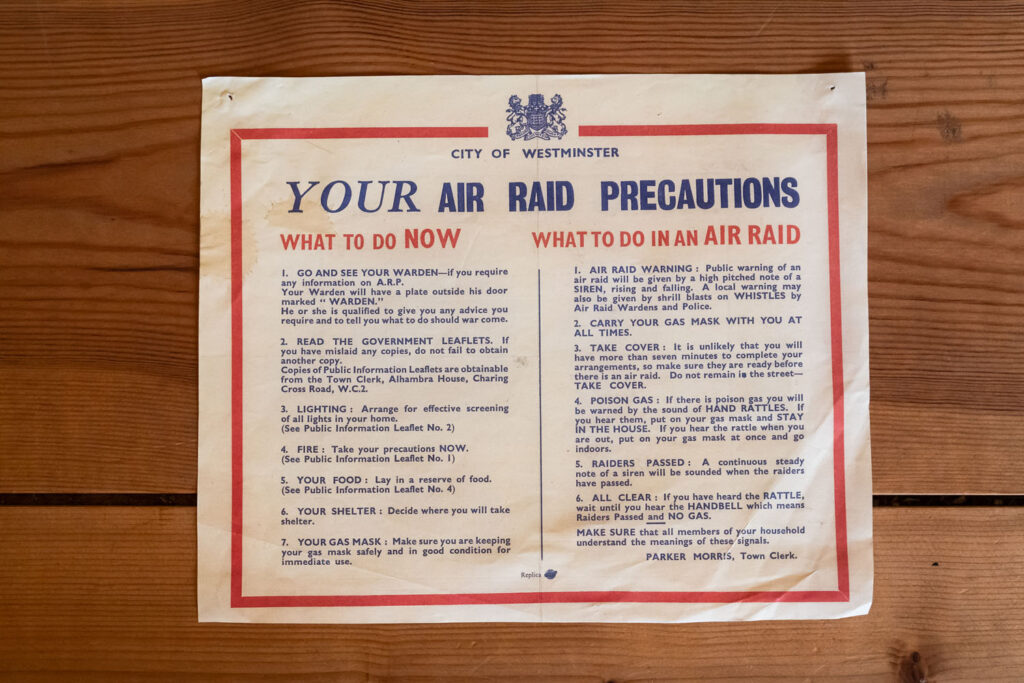 CITY OF WESTMINSTER
YOUR AIR RAID PRECAUTIONS
WHAT TO DO NOW
1. GO AND SEE YOUR WARDEN—if you require
any information on A.R.P.
Your Warden will have a plate outside his door
marked " WARDEN."
He or she is qualified to give you any advice you
require and to tell you what to do should war come.
2. READ THE GOVERNMENT LEAFLETS. If
you have mislaid any copies, do not fail to obtain
another copy.
Copies of Public Information Leaflets are obtainable
from the Town Clerk, Alhambra House, Charing
Cross Road, W.C.2.
3. LIGHTING : Arrange for effective screening
of all lights in your home.
(See Public Information Leaflet No. 2)
4. FIRE : Take your precautions NOW.
(See Public Information Leaflet No. 1)
5. YOUR FOOD : Lay in a reserve of food.
(See Public Information Leaflet No. 4)
6. YOUR SHELTER : Decide where you will take
shelter.
7. YOUR GAS MASK : Make sure you are keeping
your gas mask safely and in good condition for
immediate use.
WHAT TO DO IN AN AIR RAID
1. AIR RAID WARNING : Public warning of an
air raid will be given by a high pitched note of a
SIREN, rising and falling. A local warning may
also be given by shrill blasts on WHISTLES by
Air Raid Wardens and Police.
2. CARRY YOUR GAS MASK WITH YOU AT
ALL TIMES.
3. TAKE COVER : It is unlikely that you will
have more than seven minutes to complete your
arrangements, so make sure they are ready before
there is an air raid. Do not remain in the street—
TAKE COVER.
4. POISON GAS : If there is poison gas you will
be warned by the sound of HAND RATTLES. If
you hear them, put on your gas mask and STAY
IN THE HOUSE. If you hear the rattle when you
are out, put on your gas mask at once and go
indoors.
5. RAIDERS PASSED : A continuous steady
note of a siren will be sounded when the raiders
have passed.
6. ALL CLEAR : If you have heard the RATTLE,
wait until you hear the HANDBELL which means
Raiders Passed and NO GAS.
MAKE SURE that all members of your household
understand the meanings of these signals.
PARKER MORRIS, Town Clerk.
Replica